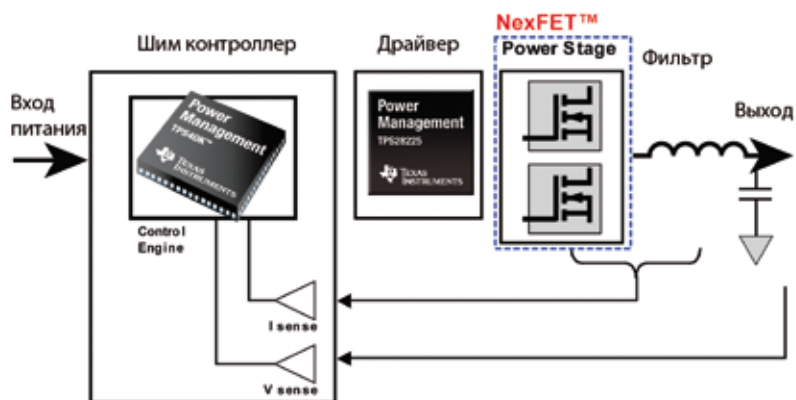 NexFET™
Шим контроллер
Драйвер
Power Stage
Фильтр
Вход
питания
Выход
Power
Management
TPS40K™
TEXAS
INSTRUMENTS
Power
Management
TPS28225
TEXAS
INSTRUMENTS
Control
Engine
I sense
V sense